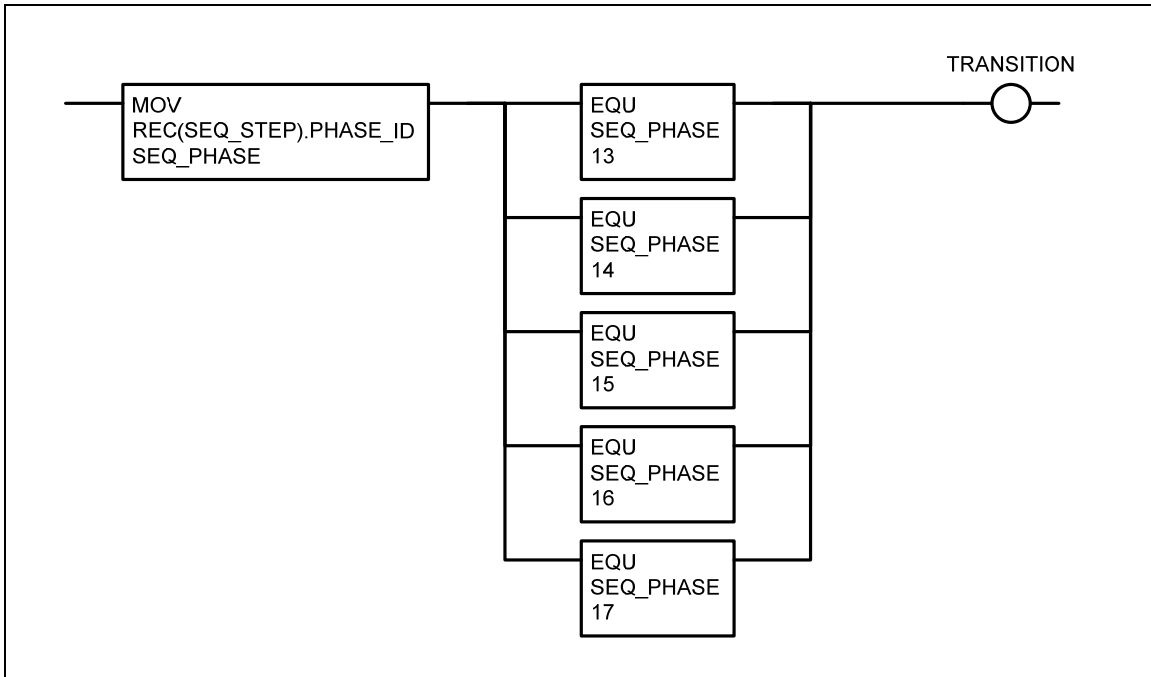 TRANSITION
MOV
REC(SEQ_STEP).PHASE_ID
SEQ_PHASE
EQU
SEQ_PHASE
13
EQU
SEQ_PHASE
14
EQU
SEQ_PHASE
15
EQU
SEQ_PHASE
16
EQU
SEQ_PHASE
17